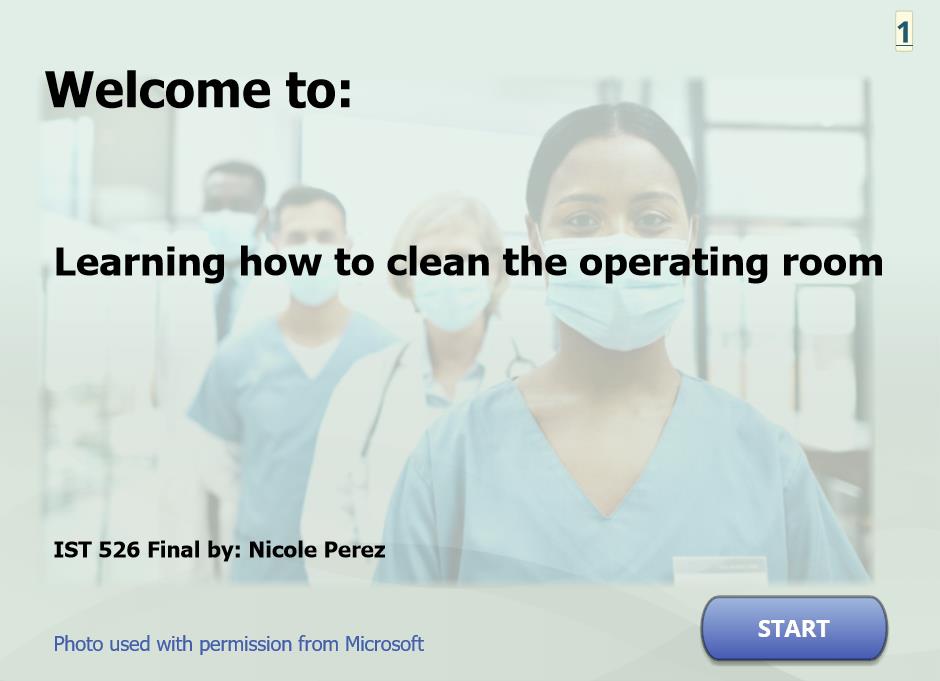 1
Welcome to:
Learning how to clean the operating room
IST 526 Final by: Nicole Perez
Photo used with permission from Microsoft
START